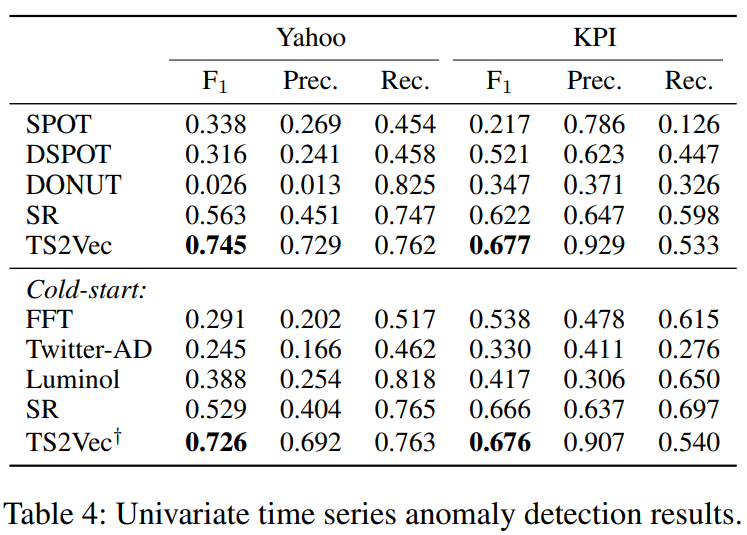 Yahoo KPI
F1 Prec. Rec. F1 Prec. Rec.
SPOT 0.338 0.269 0.454 0.217 0.786 0.126
DSPOT 0.316 0.241 0.458 0.521 0.623 0.447
DONUT 0.026 0.013 0.825 0.347 0.371 0.326
SR 0.563 0.451 0.747 0.622 0.647 0.598
TS2Vec 0.745 0.729 0.762 0.677 0.929 0.533
Cold-start:
FFT 0.291 0.202 0.517 0.538 0.478 0.615
Twitter-AD 0.245 0.166 0.462 0.330 0.411 0.276
Luminol 0.388 0.254 0.818 0.417 0.306 0.650
SR 0.529 0.404 0.765 0.666 0.637 0.697
TS2Vec† 0.726 0.692 0.763 0.676 0.907 0.540
Table 4: Univariate time series anomaly detection results.